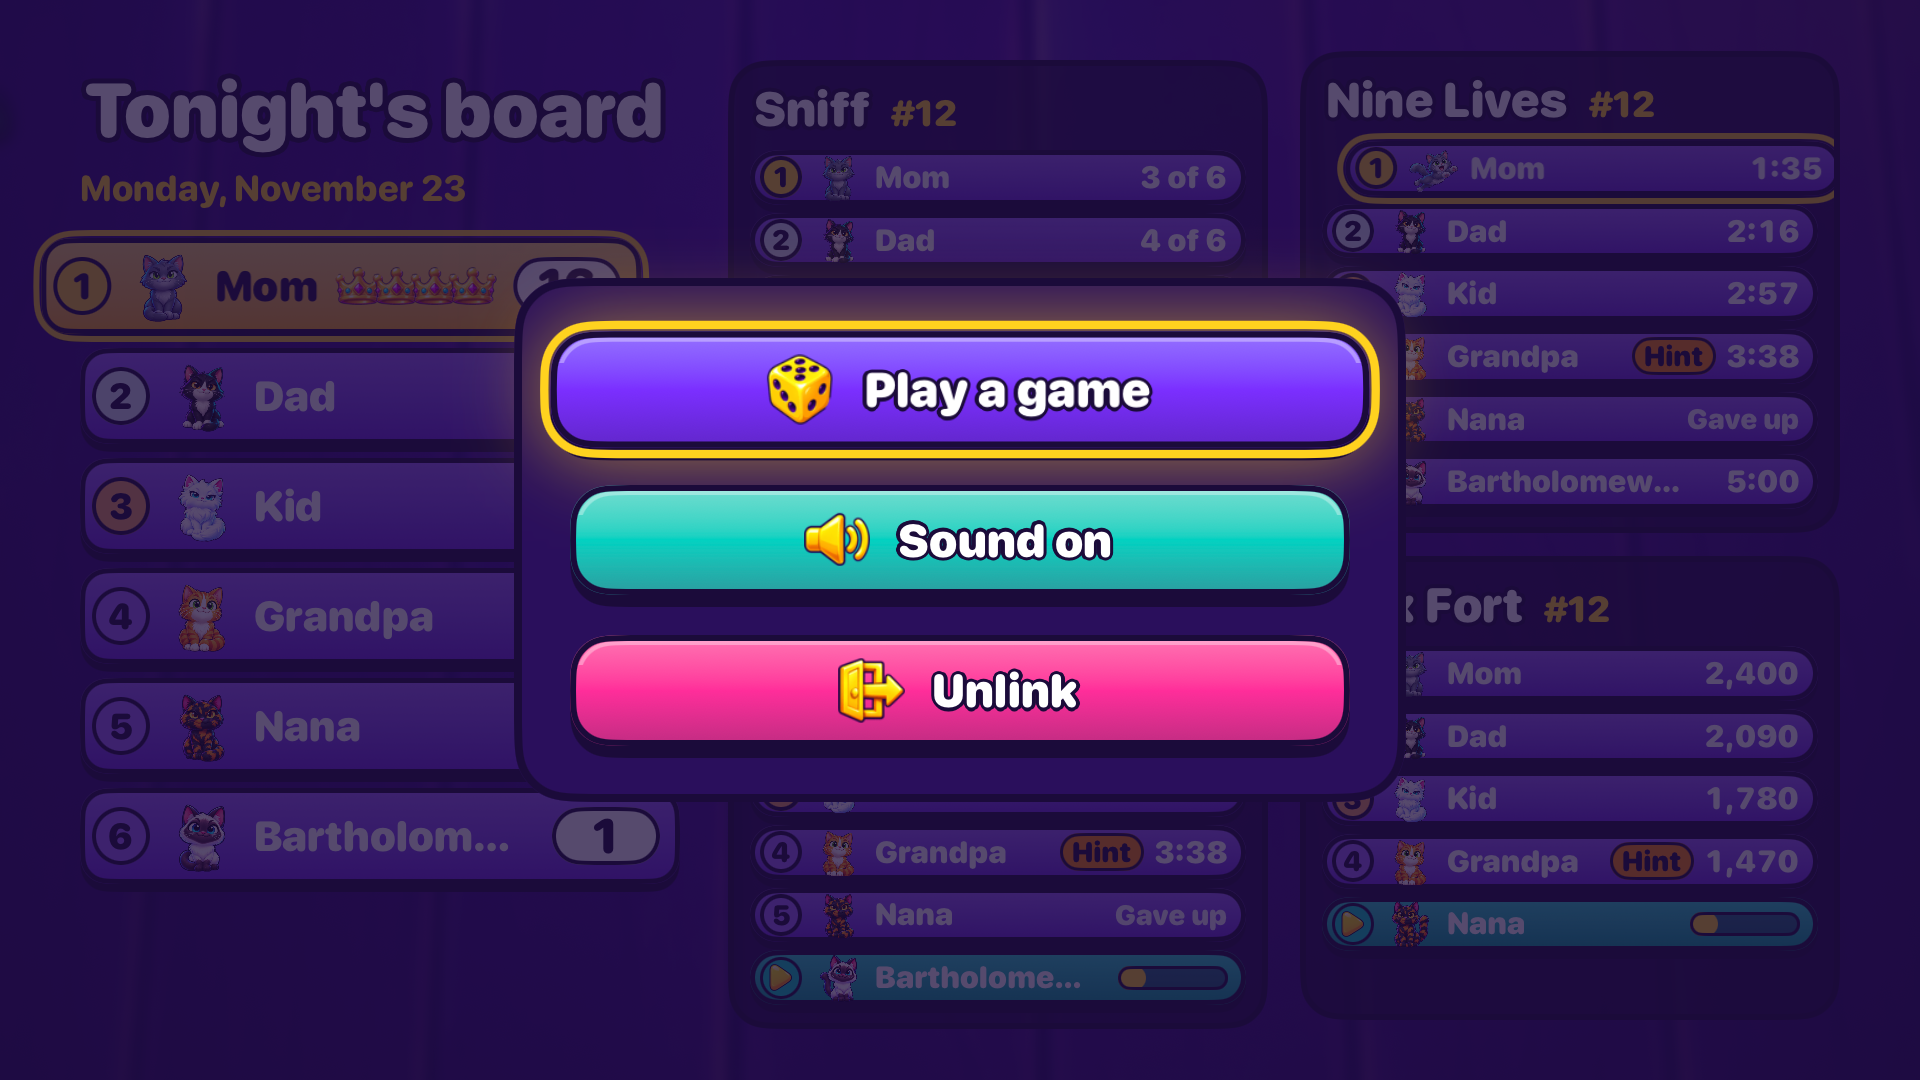 Tonight's board
Monday, November 23
1 Mom
2 Dad
3 Kid
4 Grandpa
5 Nana
6 Bartholom... 1
Sniff #12
1 Mom 3 of 6
2 Dad 4 of 6
4 Grandpa Hint 3:38
5 Nana Gave up
Bartholome...
Nine Lives #12
1 Mom 1:35
2 Dad 2:16
Kid 2:57
Grandpa Hint 3:38
Nana Gave up
Bartholomew... 5:00
Fort #12
Mom 2,400
Dad 2,090
3 Kid 1,780
4 Grandpa Hint 1,470
Nana
Play a game
Sound on
Unlink